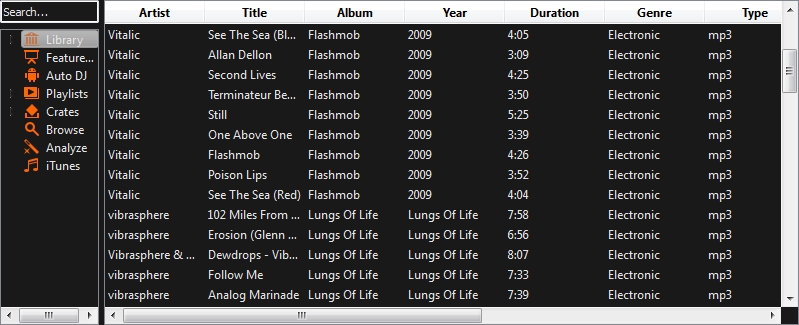 Search...
Library
Feature...
Auto DJ
Playlists
Crates
Browse
Analyze
iTunes
Artist Title Album Year Duration Genre Type
Vitalic See The Sea (Bl... Flashmob 2009 4:05 Electronic mp3
Vitalic Allan Dellon Flashmob 2009 3:09 Electronic mp3
Vitalic Second Lives Flashmob 2009 4:25 Electronic mp3
Vitalic Terminateur Be... Flashmob 2009 3:50 Electronic mp3
Vitalic Still Flashmob 2009 5:25 Electronic mp3
Vitalic One Above One Flashmob 2009 3:39 Electronic mp3
Vitalic Flashmob Flashmob 2009 4:26 Electronic mp3
Vitalic Poison Lips Flashmob 2009 3:52 Electronic mp3
Vitalic See The Sea (Red) Flashmob 2009 4:04 Electronic mp3
vibrasphere 102 Miles From ... Lungs Of Life Lungs Of Life 7:58 Electronic mp3
vibrasphere Erosion (Glenn ... Lungs Of Life Lungs Of Life 6:56 Electronic mp3
Vibrasphere & ... Dewdrops - Vib... Lungs Of Life Lungs Of Life 8:07 Electronic mp3
vibrasphere Follow Me Lungs Of Life Lungs Of Life 7:33 Electronic mp3
vibrasphere Analog Marinade Lungs Of Life Lungs Of Life 7:39 Electronic mp3